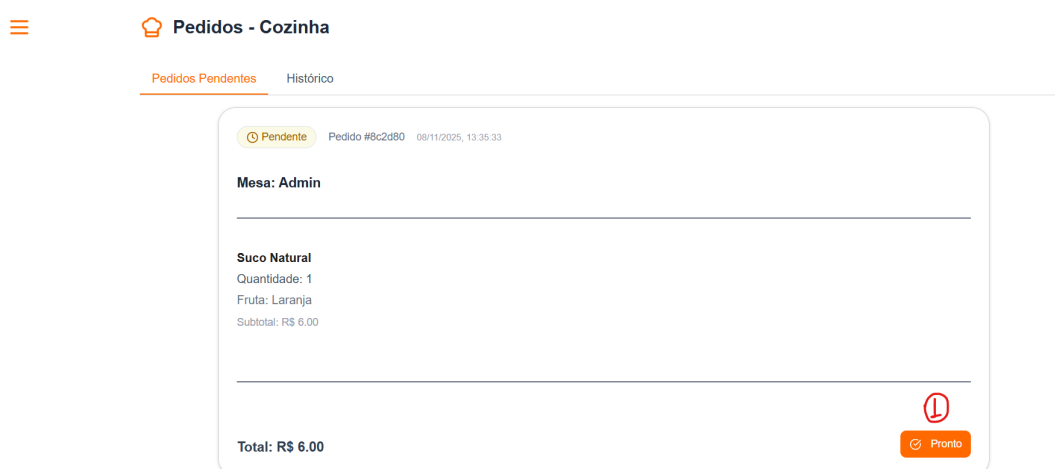 Pedidos - Cozinha
Pedidos Pendentes Histórico
Pendente Pedido #8c2d80 08/11/2025, 13:35:33
Mesa: Admin
Suco Natural
Quantidade: 1
Fruta: Laranja
Subtotal: R$ 6.00
1
Total: R$ 6.00 Pronto